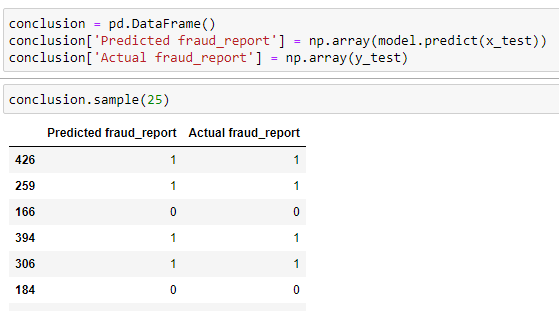 conclusion = pd.DataFrame()
conclusion['Predicted fraud_report'] = np.array(model.predict(x_test))
conclusion['Actual fraud_report'] = np.array(y_test)
conclusion.sample(25)
Predicted fraud_report Actual fraud_report
426 1 1
259 1 1
166 0 0
394 1 1
306 1 1
184 0 0